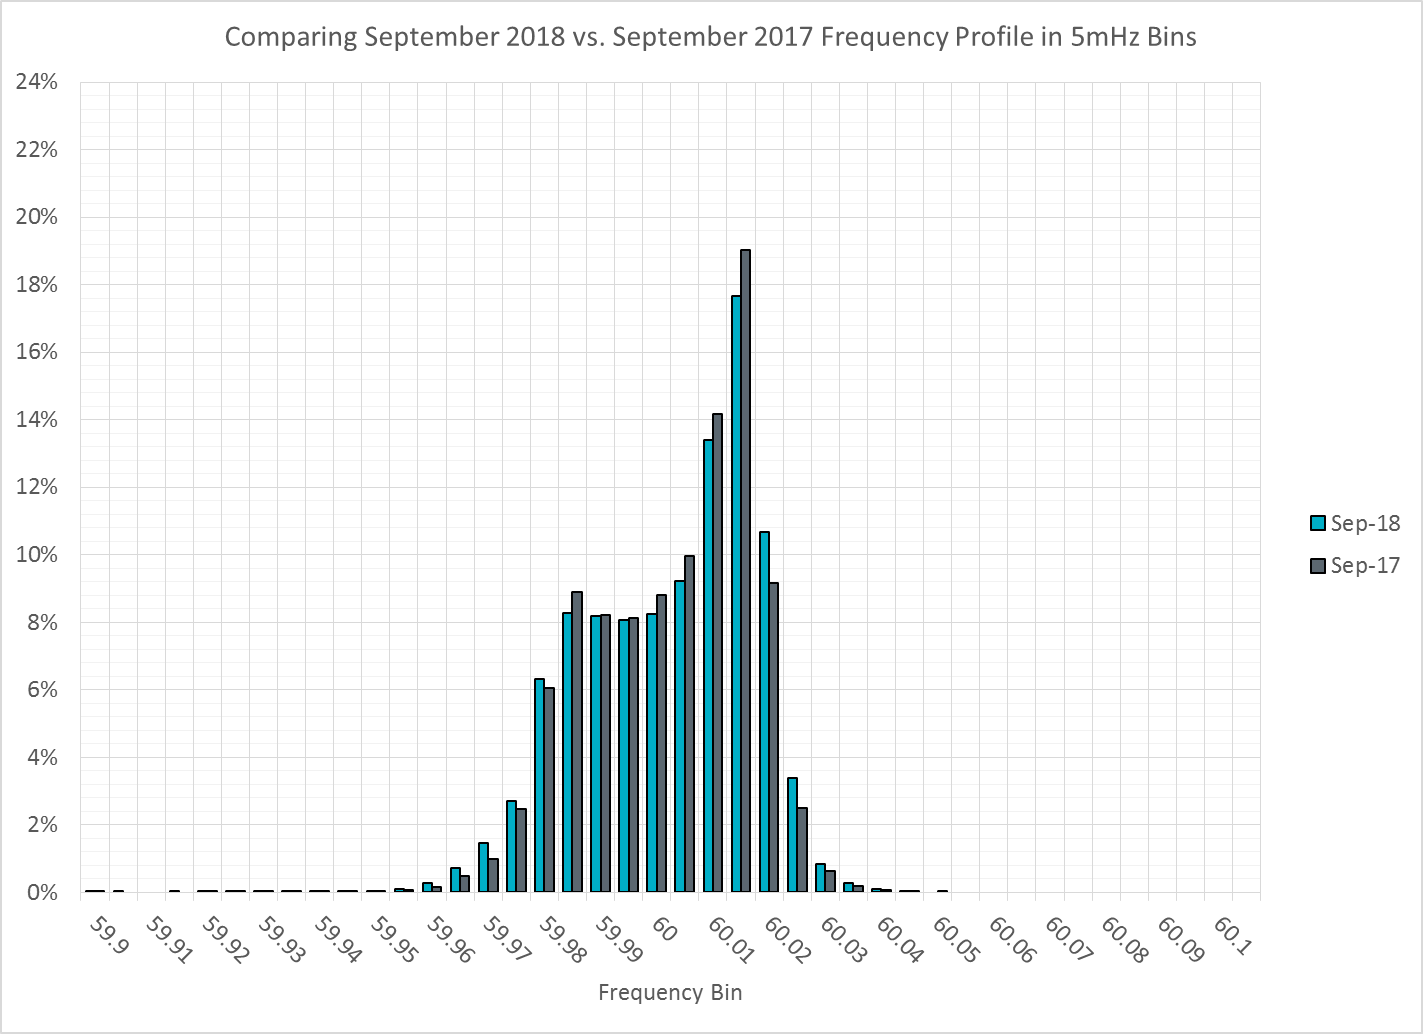 Comparing September 2018 vs. September 2017 Frequency Profile in 5mHz Bins
24%
22%
20%
18%
16%
14%
12%
10%
8%
6%
4%
2%
0%
Sep-18
Sep-17
59.9 59.91 59.92 59.93 59.94 59.95 59.96 59.97 59.98 59.99 60 60.01 60.02 60.03 60.04 60.05 60.06 60.07 60.08 60.09 60.1
Frequency Bin